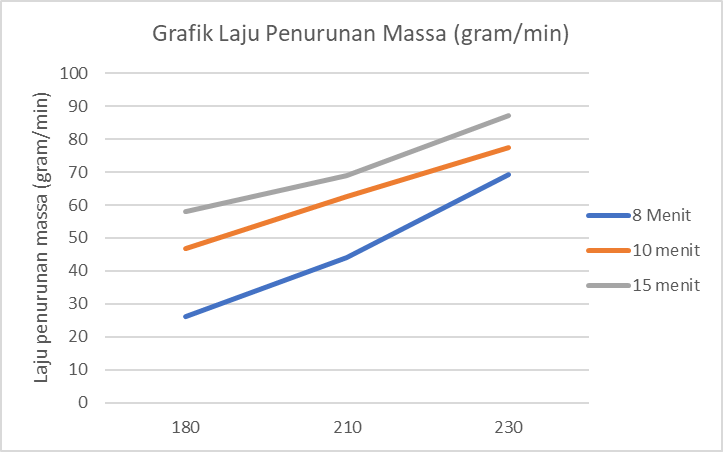 Grafik Laju Penurunan Massa (gram/min)
Laju penurunan massa (gram/min)
100
90
80
70
60
50
40
30
20
10
0
180 210 230
8 Menit
10 menit
15 menit